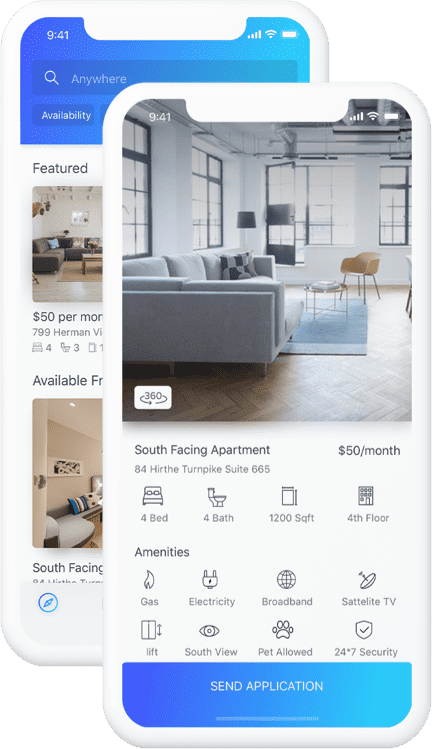 9:41
Anywhere
Availability
Featured
$50 per mon
799 Herman Vi
4 3 1
Available Fr
South Facing
84 Hirthe Turnpik
9:41
360
South Facing Apartment $50/month
84 Hirthe Turnpike Suite 665
4 Bed 4 Bath 1200 Sqft 4th Floor
Amenities
Gas Electricity Broadband Sattelite TV
lift South View Pet Allowed 24*7 Security
SEND APPLICATION